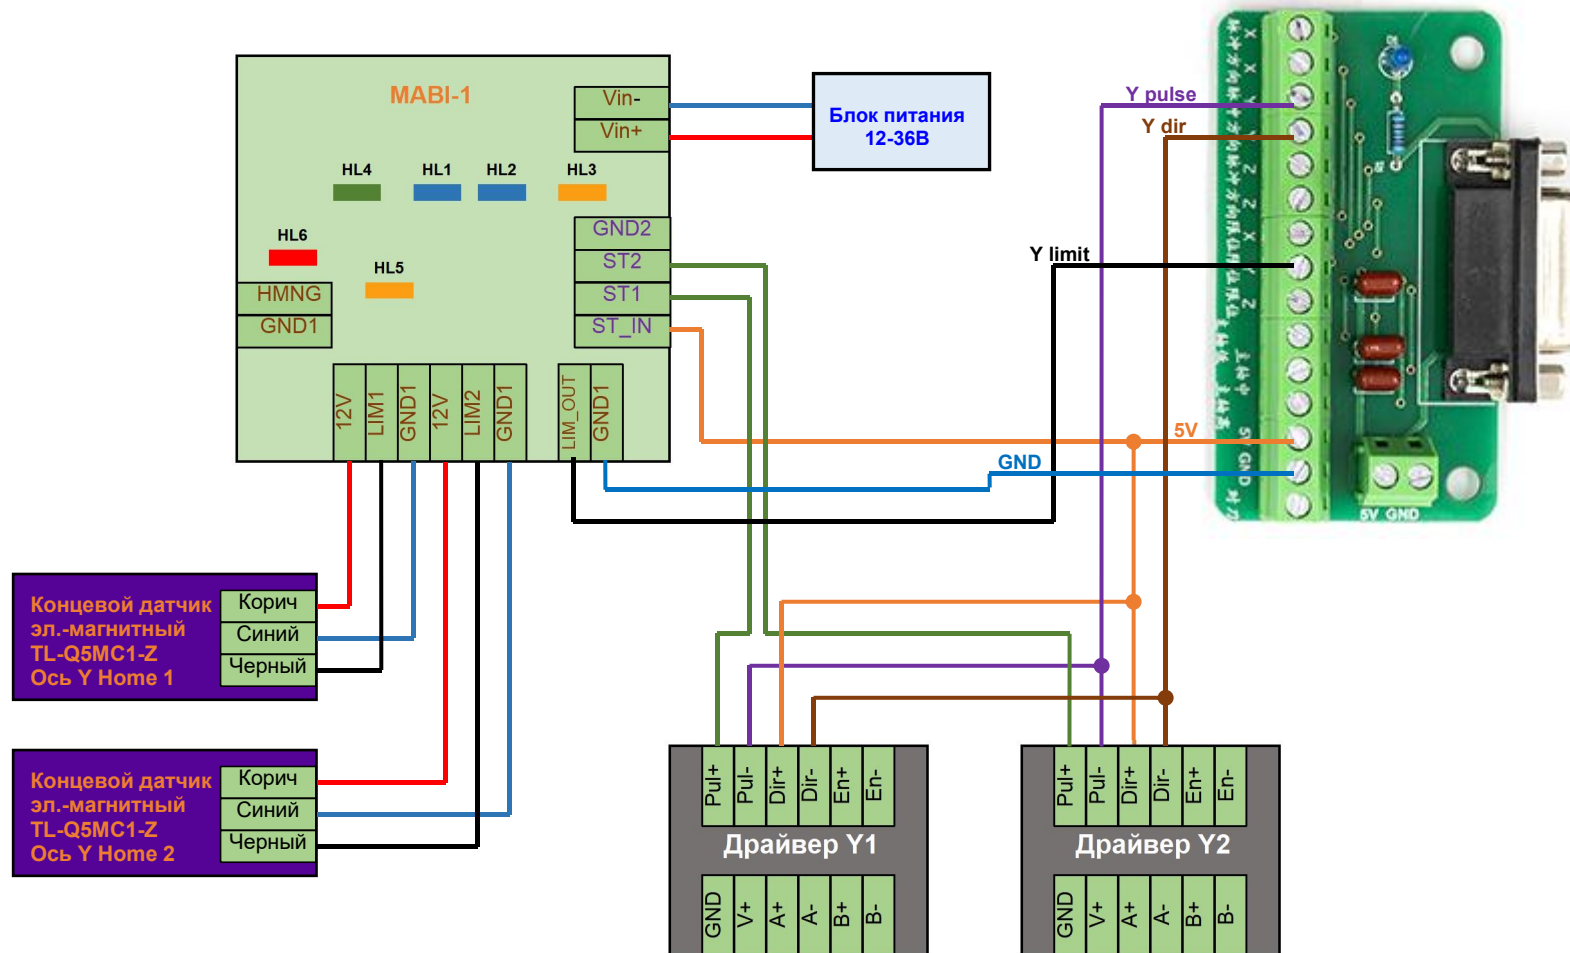 MABI-1
Vin-
Vin+
Блок питания
12-36В
HL4
HL1
HL2
HL3
HL6
HL5
GND2
ST2
ST1
ST_IN
HMNG
GND1
12V
LIM1
GND1
12V
LIM2
GND1
LIM_OUT
GND1
Y pulse
Y dir
Y limit
5V
GND
X
X
Z
Z
X
Y
Z
5V GND
Концевой датчик
эл.-магнитный
TL-Q5MC1-Z
Ось Y Home 1
Корич
Синий
Черный
Концевой датчик
эл.-магнитный
TL-Q5MC1-Z
Ось Y Home 2
Корич
Синий
Черный
Pul+
Pul-
Dir+
Dir-
En+
En-
Драйвер Y1
GND
V+
A+
A-
B+
B-
Pul+
Pul-
Dir+
Dir-
En+
En-
Драйвер Y2
GND
V+
A+
A-
B+
B-